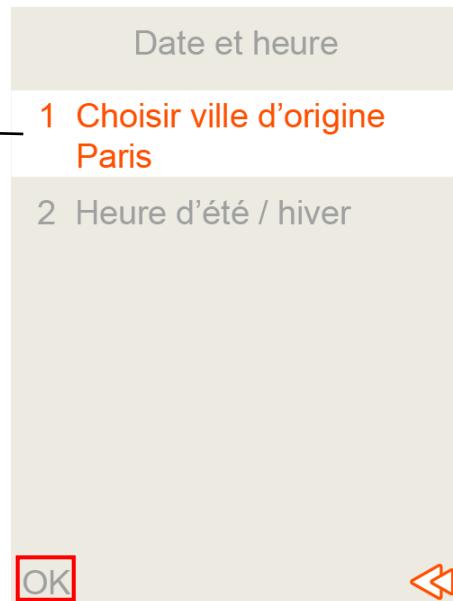 Date et heure
1 Choisir ville d’origine
Paris
2 Heure d’été / hiver
OK